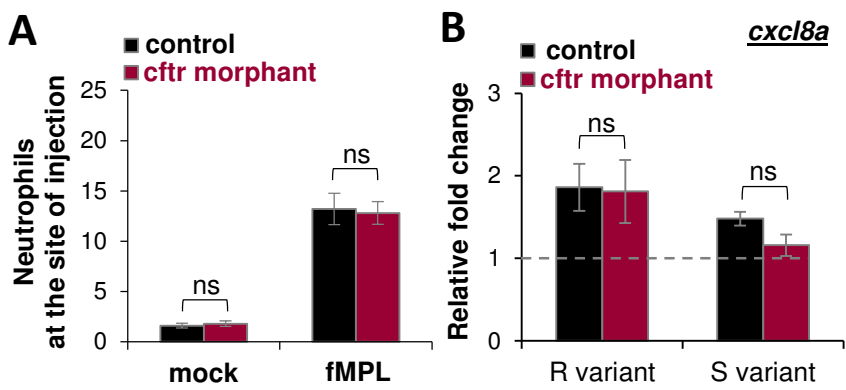 A
control
cftr morphant
Neutrophils
at the site of injection
25
20
15
10
5
0
ns
ns
mock
fMPL
B
cxcl8a
control
cftr morphant
Relative fold change
3
2
1
0
ns
ns
R variant
S variant